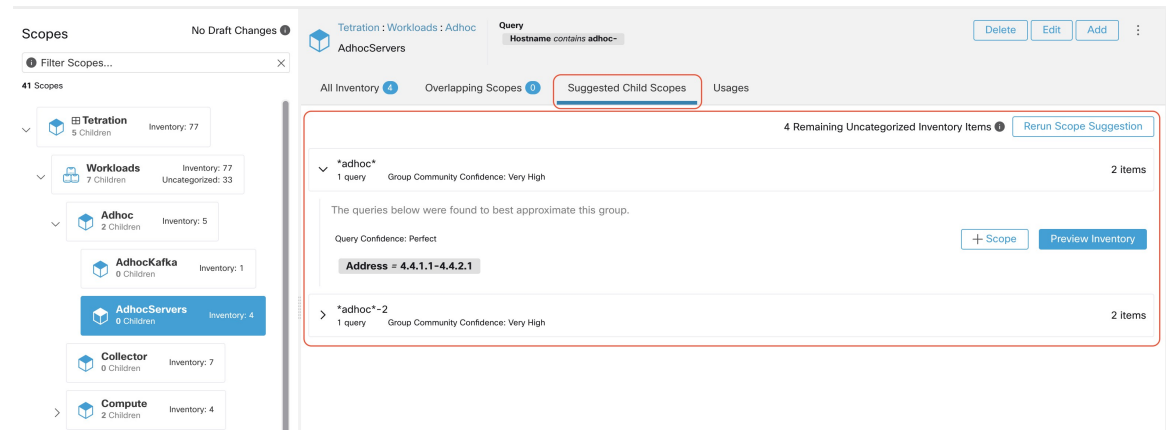 Scopes
No Draft Changes
Filter Scopes...
41 Scopes
Tetration
5 Children
Inventory: 77
Workloads
7 Children
Inventory: 77
Uncategorized: 33
Adhoc
2 Children
Inventory: 5
AdhocKafka
0 Children
Inventory: 1
AdhocServers
0 Children
Inventory: 4
Collector
0 Children
Inventory: 7
Compute
2 Children
Inventory: 4
Tetration : Workloads : Adhoc
AdhocServers
Query
Hostname contains adhoc-
Delete
Edit
Add
All Inventory 4
Overlapping Scopes 0
Suggested Child Scopes
Usages
4 Remaining Uncategorized Inventory Items
Rerun Scope Suggestion
*adhoc*
1 query Group Community Confidence: Very High
2 items
The queries below were found to best approximate this group.
Query Confidence: Perfect
+ Scope
Preview Inventory
Address = 4.4.1.1-4.4.2.1
*adhoc*-2
1 query Group Community Confidence: Very High
2 items